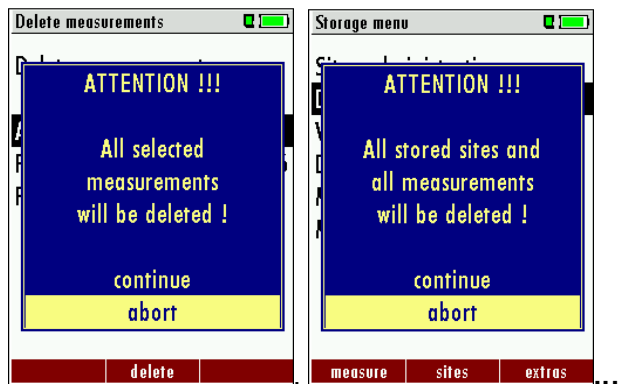 Delete measurements
ATTENTION !!!
All selected
measurements
will be deleted !
continue
abort
delete
Storage menu
ATTENTION !!!
All stored sites and
all measurements
will be deleted !
continue
abort
measure sites extras